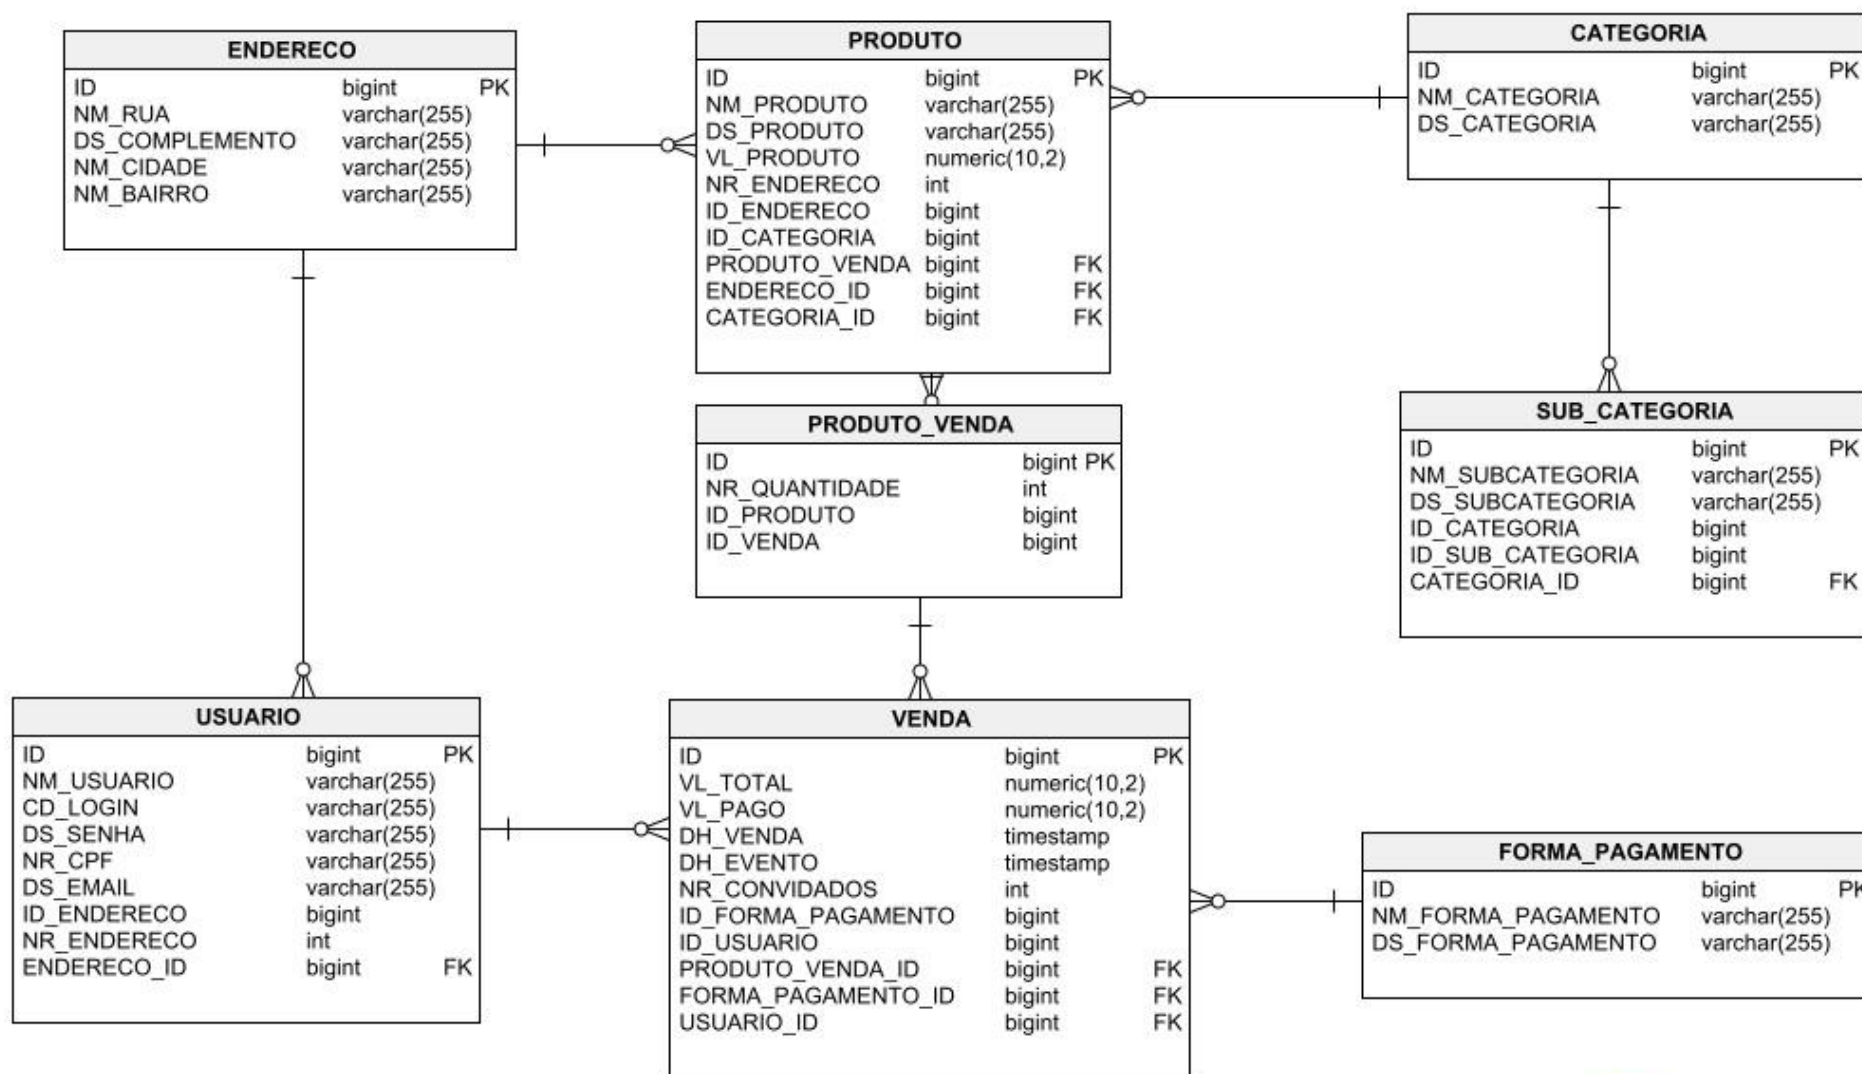 ENDERECO
ID bigint PK
NM_RUA varchar(255)
DS_COMPLEMENTO varchar(255)
NM_CIDADE varchar(255)
NM_BAIRRO varchar(255)
PRODUTO
ID bigint PK
NM_PRODUTO varchar(255)
DS_PRODUTO varchar(255)
VL_PRODUTO numeric(10,2)
NR_ENDERECO int
ID_ENDERECO bigint
ID_CATEGORIA bigint
PRODUTO_VENDA bigint FK
ENDERECO_ID bigint FK
CATEGORIA_ID bigint FK
CATEGORIA
ID bigint PK
NM_CATEGORIA varchar(255)
DS_CATEGORIA varchar(255)
PRODUTO_VENDA
ID bigint PK
NR_QUANTIDADE int
ID_PRODUTO bigint
ID_VENDA bigint
SUB_CATEGORIA
ID bigint PK
NM_SUBCATEGORIA varchar(255)
DS_SUBCATEGORIA varchar(255)
ID_CATEGORIA bigint
ID_SUB_CATEGORIA bigint
CATEGORIA_ID bigint FK
USUARIO
ID bigint PK
NM_USUARIO varchar(255)
CD_LOGIN varchar(255)
DS_SENHA varchar(255)
NR_CPF varchar(255)
DS_EMAIL varchar(255)
ID_ENDERECO bigint
NR_ENDERECO int
ENDERECO_ID bigint FK
VENDA
ID bigint PK
VL_TOTAL numeric(10,2)
VL_PAGO numeric(10,2)
DH_VENDA timestamp
DH_EVENTO timestamp
NR_CONVIDADOS int
ID_FORMA_PAGAMENTO bigint
ID_USUARIO bigint
PRODUTO_VENDA_ID bigint FK
FORMA_PAGAMENTO_ID bigint FK
USUARIO_ID bigint FK
FORMA_PAGAMENTO
ID bigint PK
NM_FORMA_PAGAMENTO varchar(255)
DS_FORMA_PAGAMENTO varchar(255)